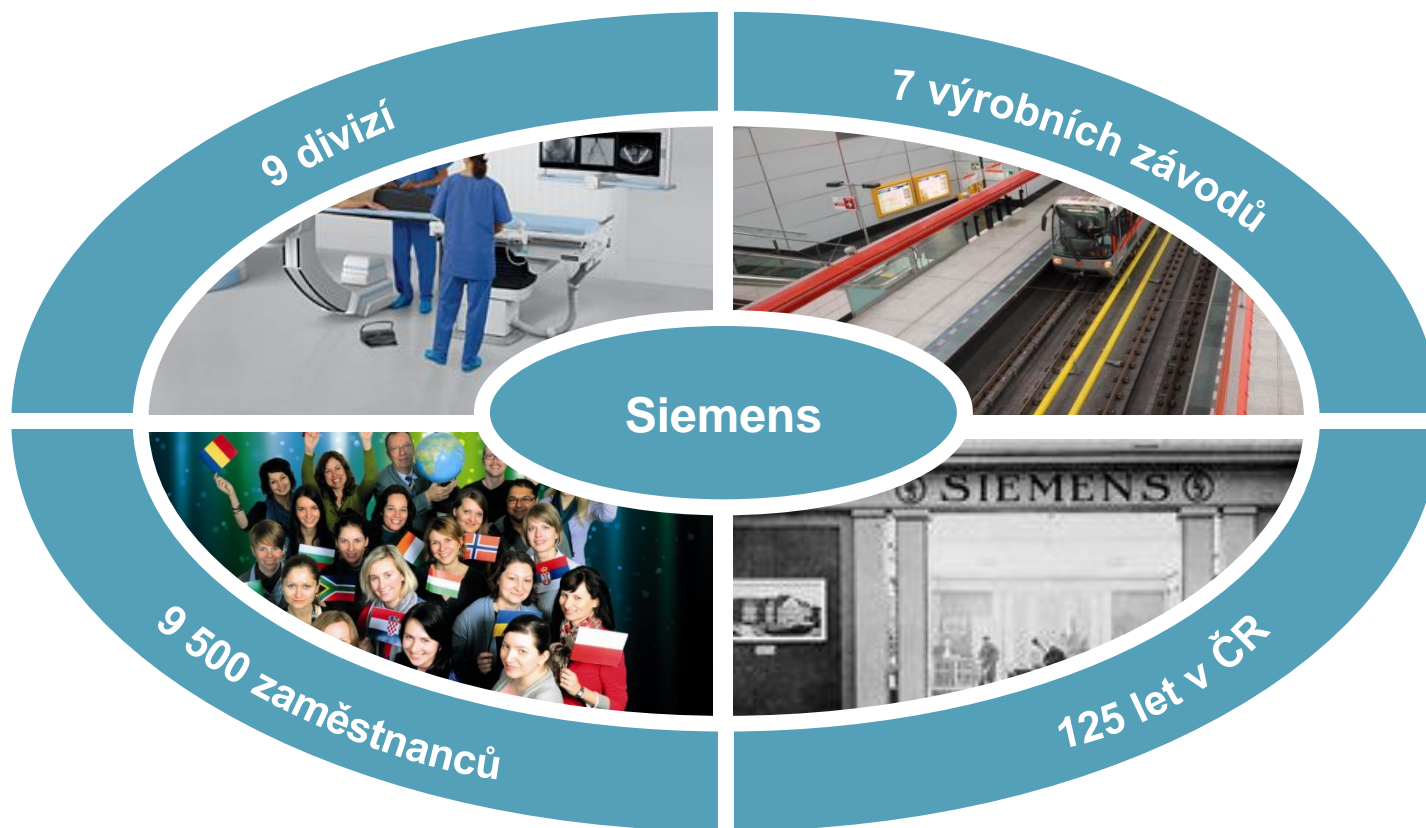 9 divizí
7 výrobních závodů
Siemens
SIEMENS
9 500 zaměstnanců
125 let v ČR